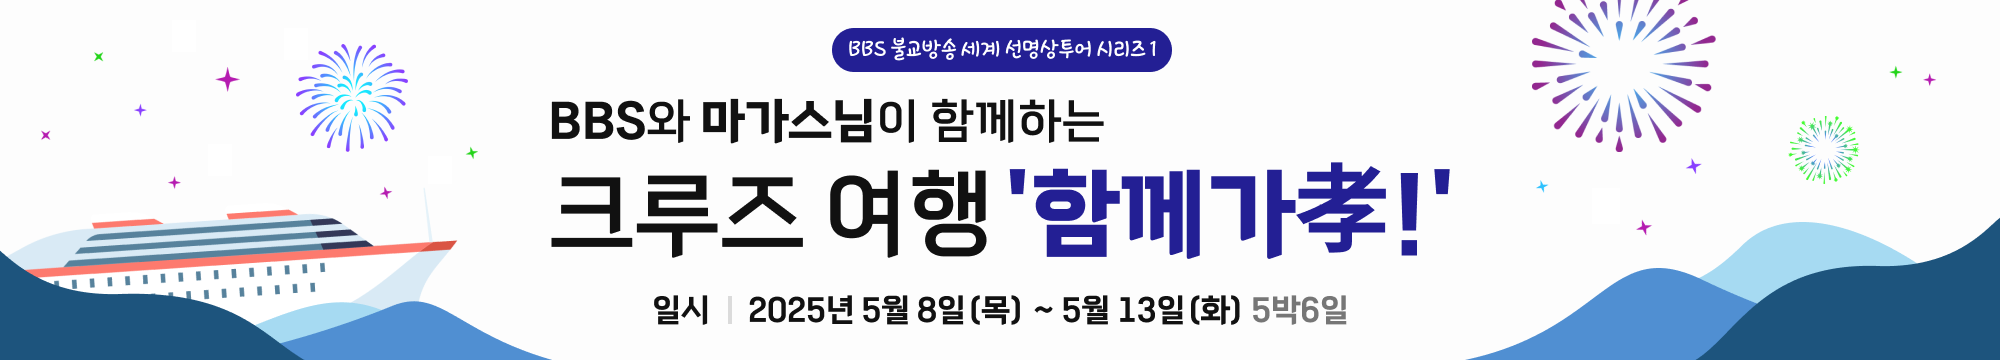 BBS 불교방송 세계 선명상투어 시리즈 1
BBS와 마가스님이 함께하는
크루즈 여행 '함께가孝!'
일시 | 2025년 5월 8일(목) ~ 5월 13일(화) 5박6일